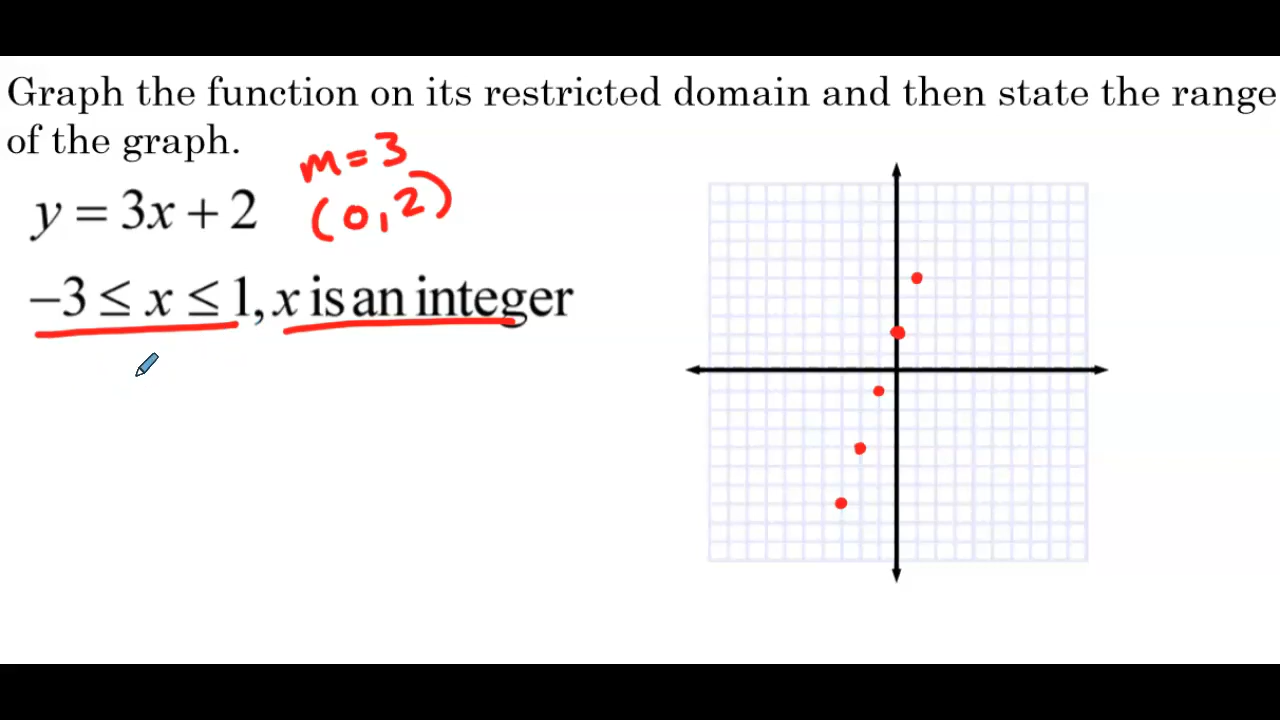 Graph the function on its restricted domain and then state the range
of the graph.
m = 3
y = 3x + 2
(0, 2)
−3 ≤ x ≤ 1, x is an integer